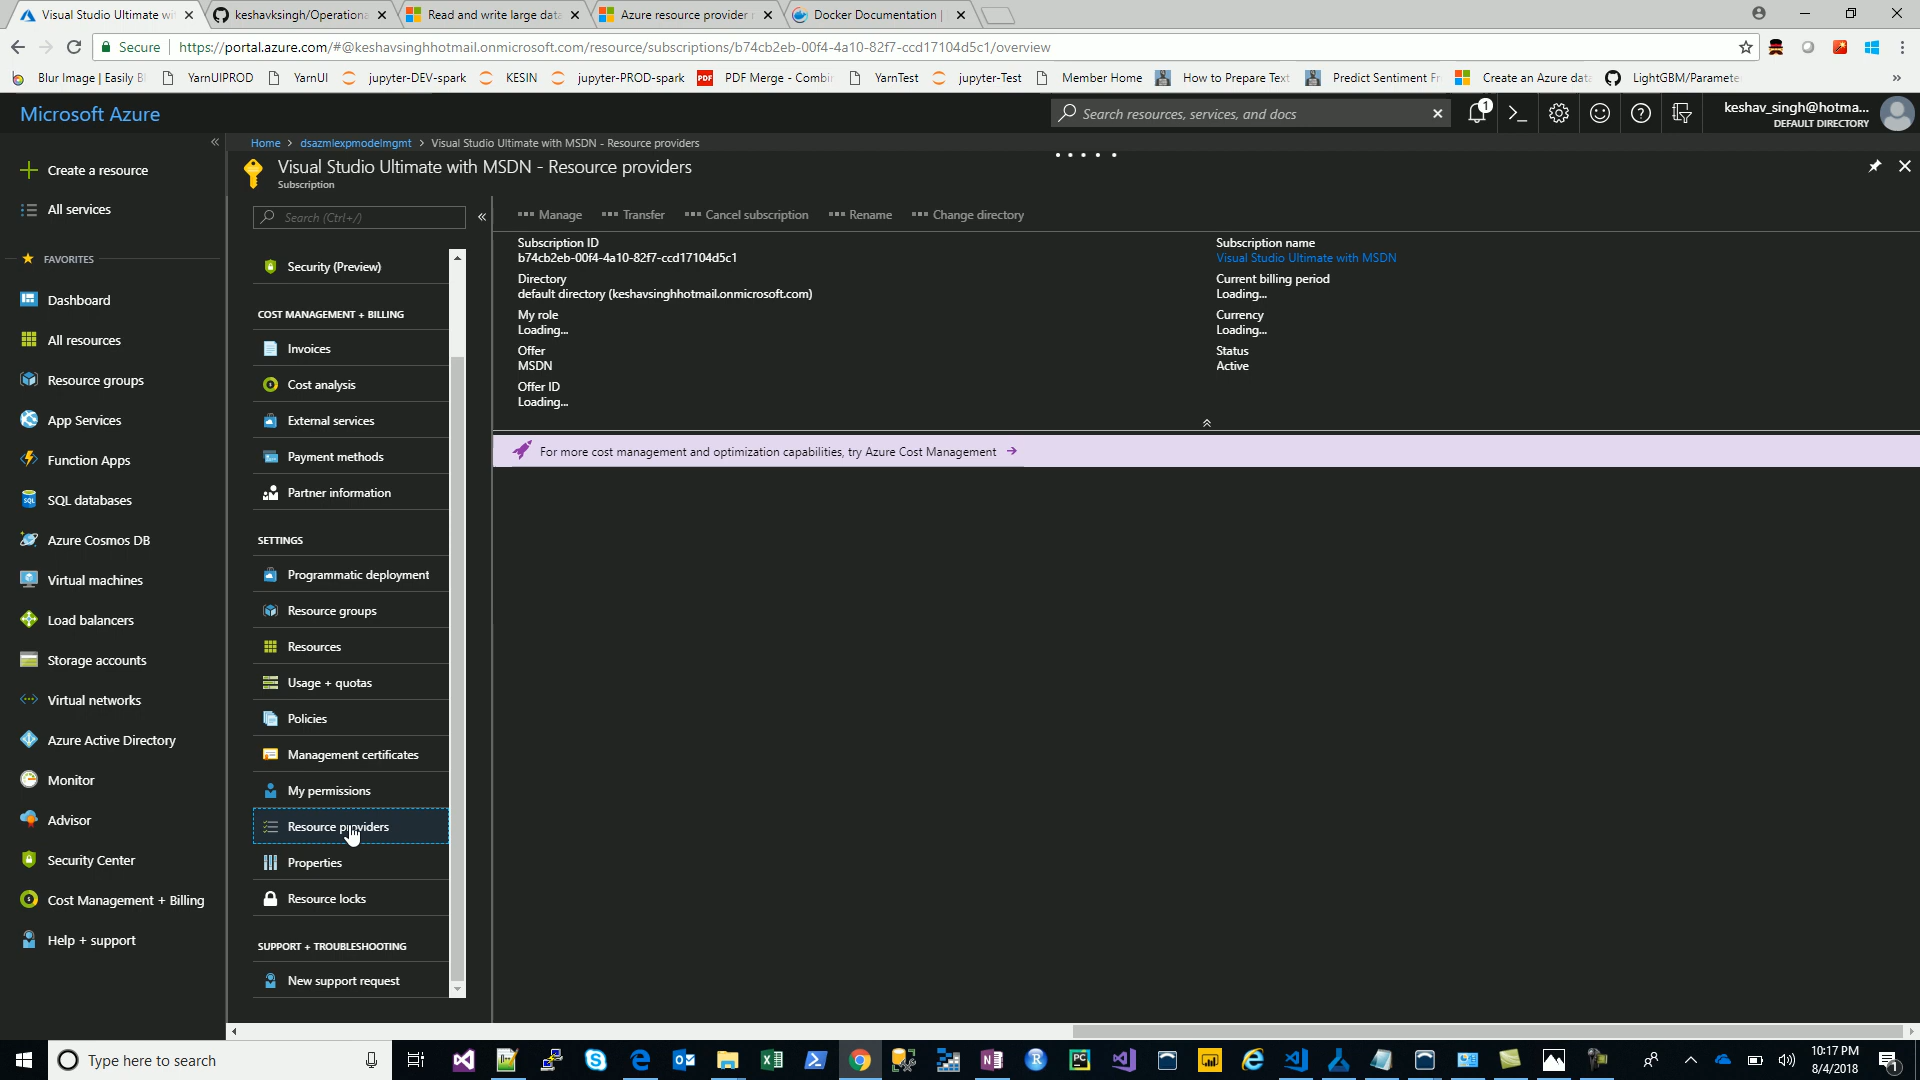 Visual Studio Ultimate wit
keshavksingh/Operationa
Read and write large data
Azure resource provider r
Docker Documentation |
Secure
https://portal.azure.com/#@keshavsinghhotmail.onmicrosoft.com/resource/subscriptions/b74cb2eb-00f4-4a10-82f7-ccd17104d5c1/overview
Blur Image | Easily B
YarnUIPROD
YarnUI
jupyter-DEV-spark
KESIN
jupyter-PROD-spark
PDF
PDF Merge - Combin
YarnTest
jupyter-Test
Member Home
How to Prepare Text
Predict Sentiment Fr
Create an Azure data
LightGBM/Paramete
»
Microsoft Azure
Search resources, services, and docs
1
keshav_singh@hotma...
DEFAULT DIRECTORY
Home > dsazmlexpmodelmgmt > Visual Studio Ultimate with MSDN - Resource providers
Visual Studio Ultimate with MSDN - Resource providers
Subscription
Create a resource
All services
FAVORITES
Dashboard
All resources
Resource groups
App Services
Function Apps
SQL databases
Azure Cosmos DB
Virtual machines
Load balancers
Storage accounts
Virtual networks
Azure Active Directory
Monitor
Advisor
Security Center
Cost Management + Billing
Help + support
Search (Ctrl+/)
Security (Preview)
COST MANAGEMENT + BILLING
Invoices
Cost analysis
External services
Payment methods
Partner information
SETTINGS
Programmatic deployment
Resource groups
Resources
Usage + quotas
Policies
Management certificates
My permissions
Resource providers
Properties
Resource locks
SUPPORT + TROUBLESHOOTING
New support request
Manage
Transfer
Cancel subscription
Rename
Change directory
Subscription ID
b74cb2eb-00f4-4a10-82f7-ccd17104d5c1
Directory
default directory (keshavsinghhotmail.onmicrosoft.com)
My role
Loading...
Offer
MSDN
Offer ID
Loading...
Subscription name
Visual Studio Ultimate with MSDN
Current billing period
Loading...
Currency
Loading...
Status
Active
For more cost management and optimization capabilities, try Azure Cost Management →
Type here to search
10:17 PM
8/4/2018
1